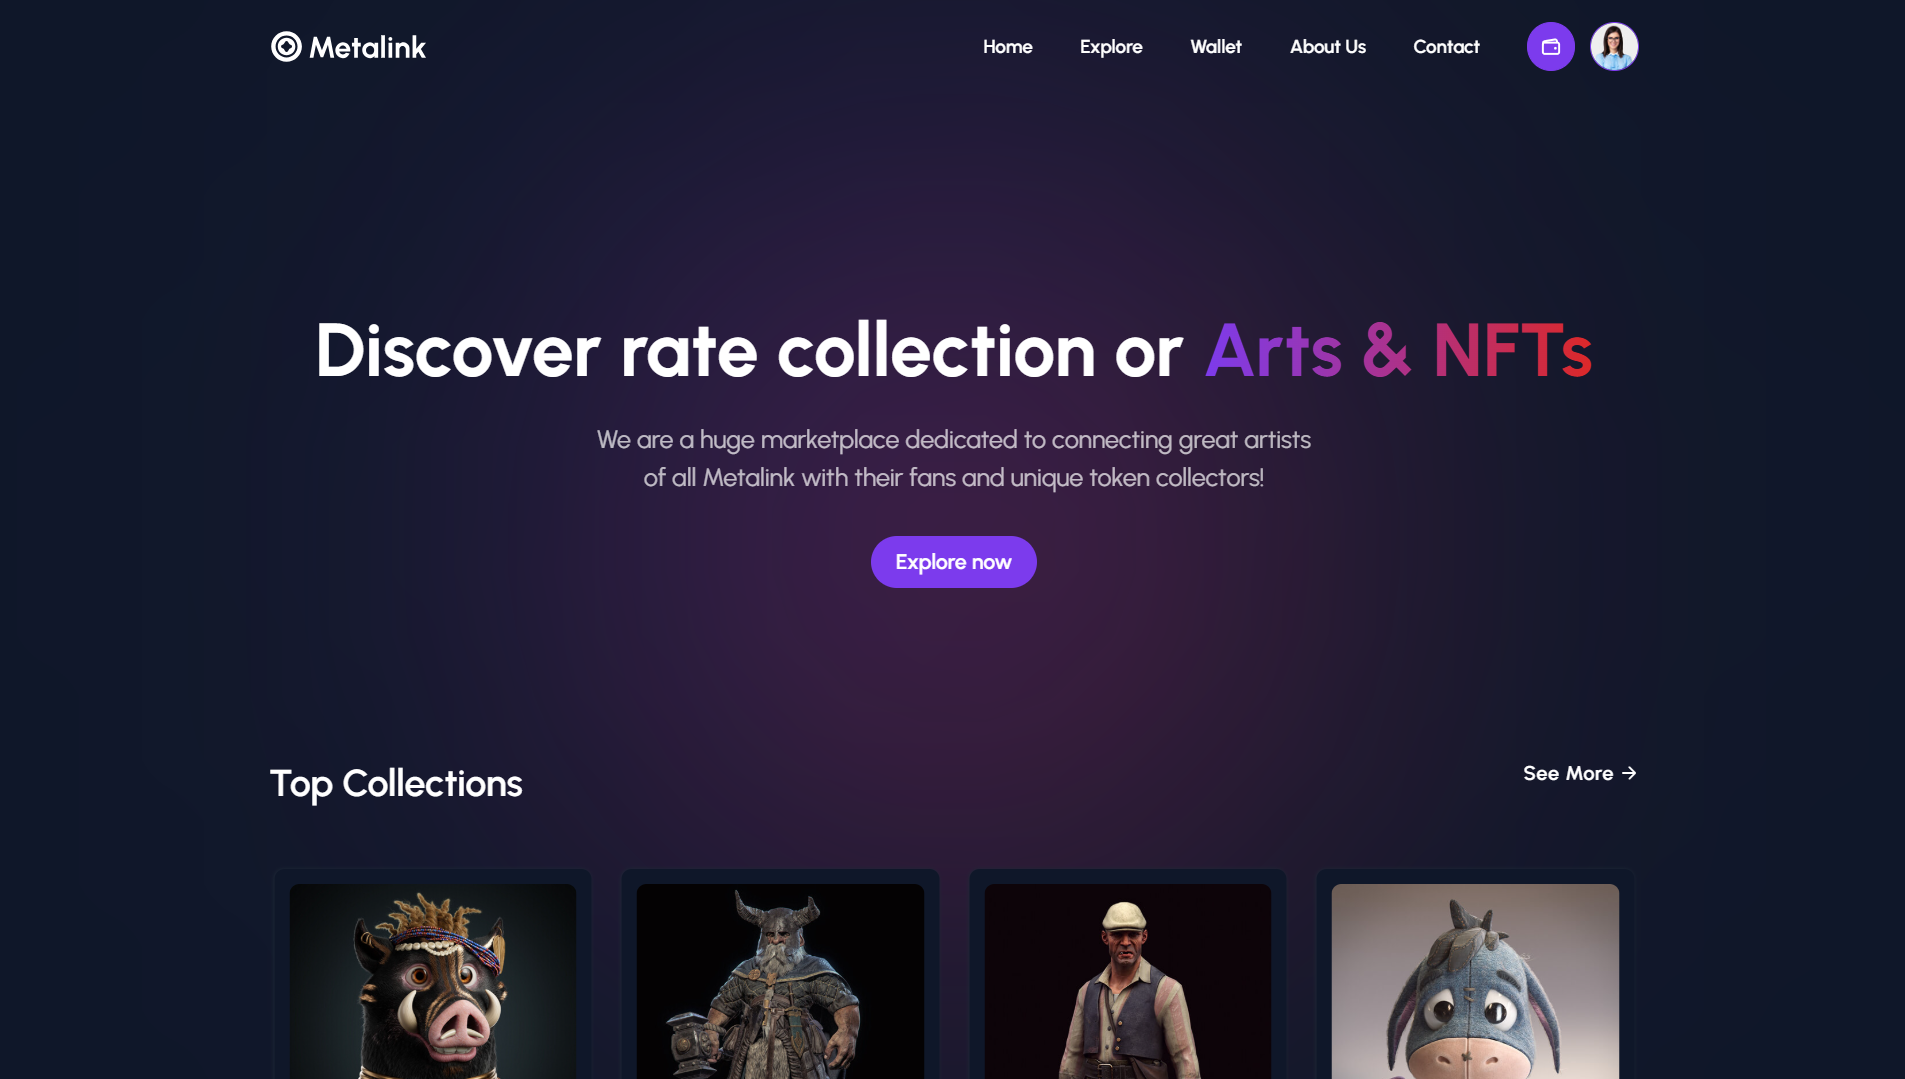 Metalink
Home
Explore
Wallet
About Us
Contact
Discover rate collection or Arts & NFTs
We are a huge marketplace dedicated to connecting great artists
of all Metalink with their fans and unique token collectors!
Explore now
Top Collections
See More